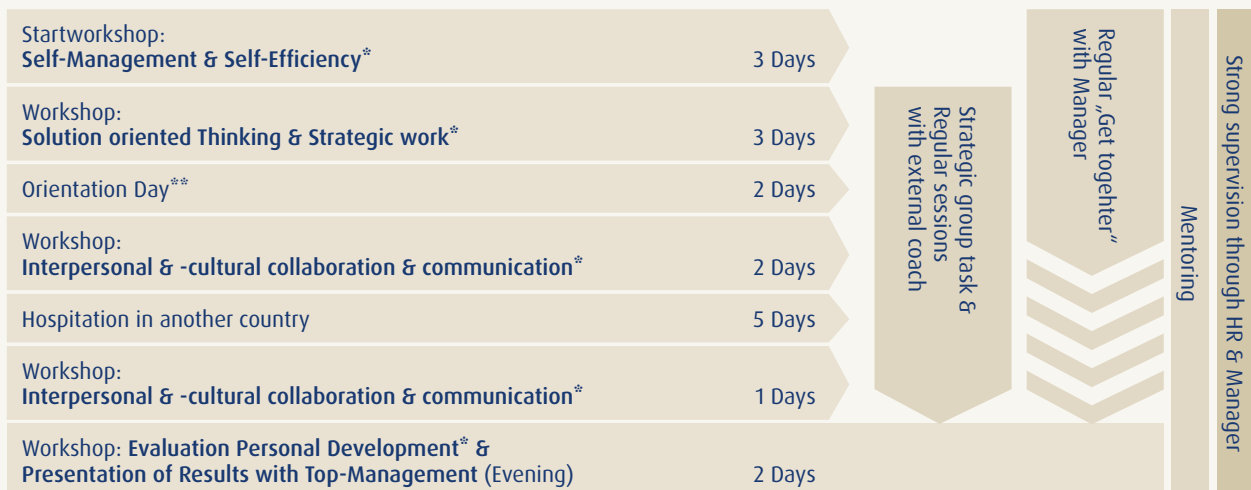 Startworkshop:
Self-Management & Self-Efficiency* 3 Days
Workshop:
Solution oriented Thinking & Strategic work* 3 Days
Orientation Day** 2 Days
Workshop:
Interpersonal & -cultural collaboration & communication* 2 Days
Hospitation in another country 5 Days
Workshop:
Interpersonal & -cultural collaboration & communication* 1 Days
Workshop: Evaluation Personal Development* &
Presentation of Results with Top-Management (Evening) 2 Days
Strategic group task &
Regular sessions
with external coach
Regular „Get togehter“
with Manager
Mentoring
Strong supervision through HR & Manager